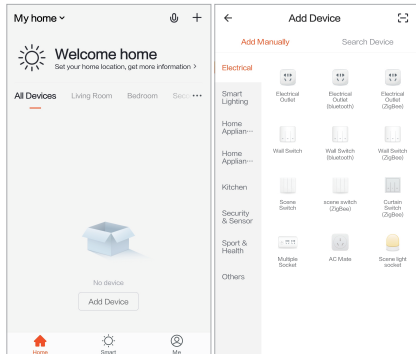 My home
Welcome home
Set your home location, get more information >
All Devices Living Room Bedroom
No device
Add Device
Home Smart Me
Add Device
Add Manually Search Device
Electrical
Smart
Lighting
Home
Applian···
Home
Applian···
Kitchen
Security
& Sensor
Sport &
Health
Others
Electrical
Outlet
Electrical
Outlet
(bluetooth)
Electrical
Outlet
(ZigBee)
Wall Switch
Wall Switch
(bluetooth)
Wall Switch
(ZigBee)
Scene
Switch
scene switch
(ZigBee)
Curtain
Switch
(ZigBee)
Multiple
Socket
AC Mate
Scene light
socket